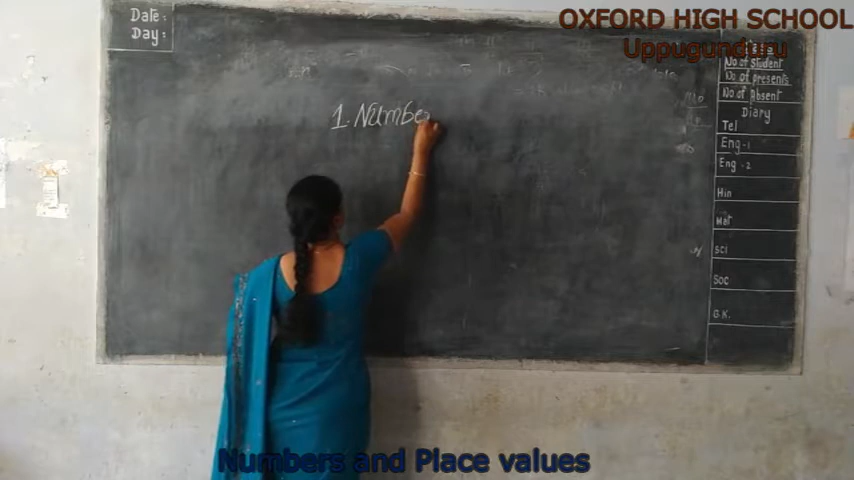 OXFORD HIGH SCHOOL
Uppugunduru
Date:
Day:
No of Student
No of presents
No of Absent
Diary
Tel
Eng-1
Eng-2
Hin
Mat
SCI
SOC
G.K.
1. Numbe
Numbers and Place values